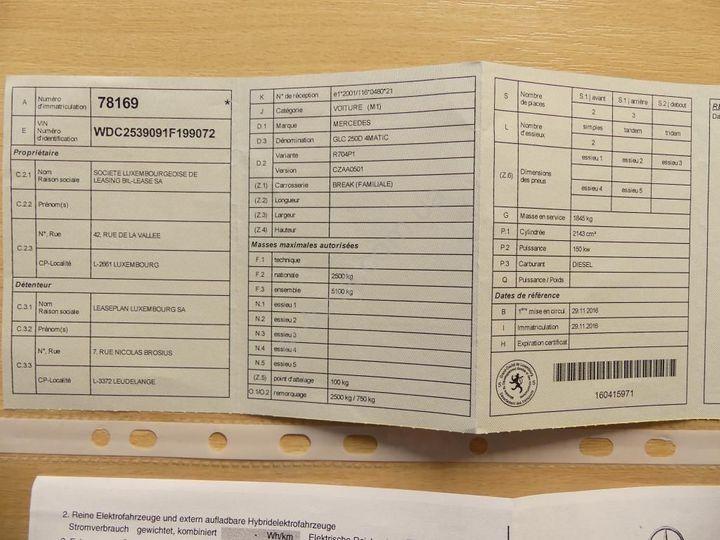 A Numéro d'immatriculation 78169 *
E VIN Numéro d'identification WDC2539091F199072
Propriétaire
C.2.1 Nom Raison sociale SOCIETE LUXEMBOURGEOISE DE LEASING BIL-LEASE SA
C.2.2 Prénom(s)
C.2.3 N°, Rue 42, RUE DE LA VALLEE
CP-Localité L-2661 LUXEMBOURG
Détenteur
C.3.1 Nom Raison sociale LEASEPLAN LUXEMBOURG SA
C.3.2 Prénom(s)
C.3.3 N°, Rue 7, RUE NICOLAS BROSIUS
CP-Localité L-3372 LEUDELANGE
K N° de réception e1*2001/116*0480*21
J Catégorie VOITURE (M1)
D.1 Marque MERCEDES
D.3 Dénomination GLC 250D 4MATIC
D.2 Variante R704P1
Version CZAA0501
(Z.1) Carrosserie BREAK (FAMILIALE)
(Z.2) Longueur
(Z.3) Largeur
(Z.4) Hauteur
Masses maximales autorisées
F.1 technique
F.2 nationale 2500 kg
F.3 ensemble 5100 kg
N.1 essieu 1
N.2 essieu 2
N.3 essieu 3
N.4 essieu 4
N.5 essieu 5
(Z.5) point d'attelage 100 kg
O.1/O.2 remorquage 2500 kg / 750 kg
S Nombre de places S.1 | avant S.1 | arrière S.2 | debout
2 3
L Nombre d'essieux simples tandem tridem
2
(Z.6) Dimensions des pneus essieu 1 essieu 2 essieu 3
essieu 4 essieu 5
G Masse en service 1845 kg
P.1 Cylindrée 2143 cm³
P.2 Puissance 150 kw
P.3 Carburant DIESEL
Q Puissance / Poids
Dates de référence
B 1ère mise en circul 29.11.2016
I Immatriculation 29.11.2016
H Expiration certificat
160415971
2. Reine Elektrofahrzeuge und extern aufladbare Hybridelektrofahrzeuge
Stromverbrauch gewichtet, kombiniert - Wh/km